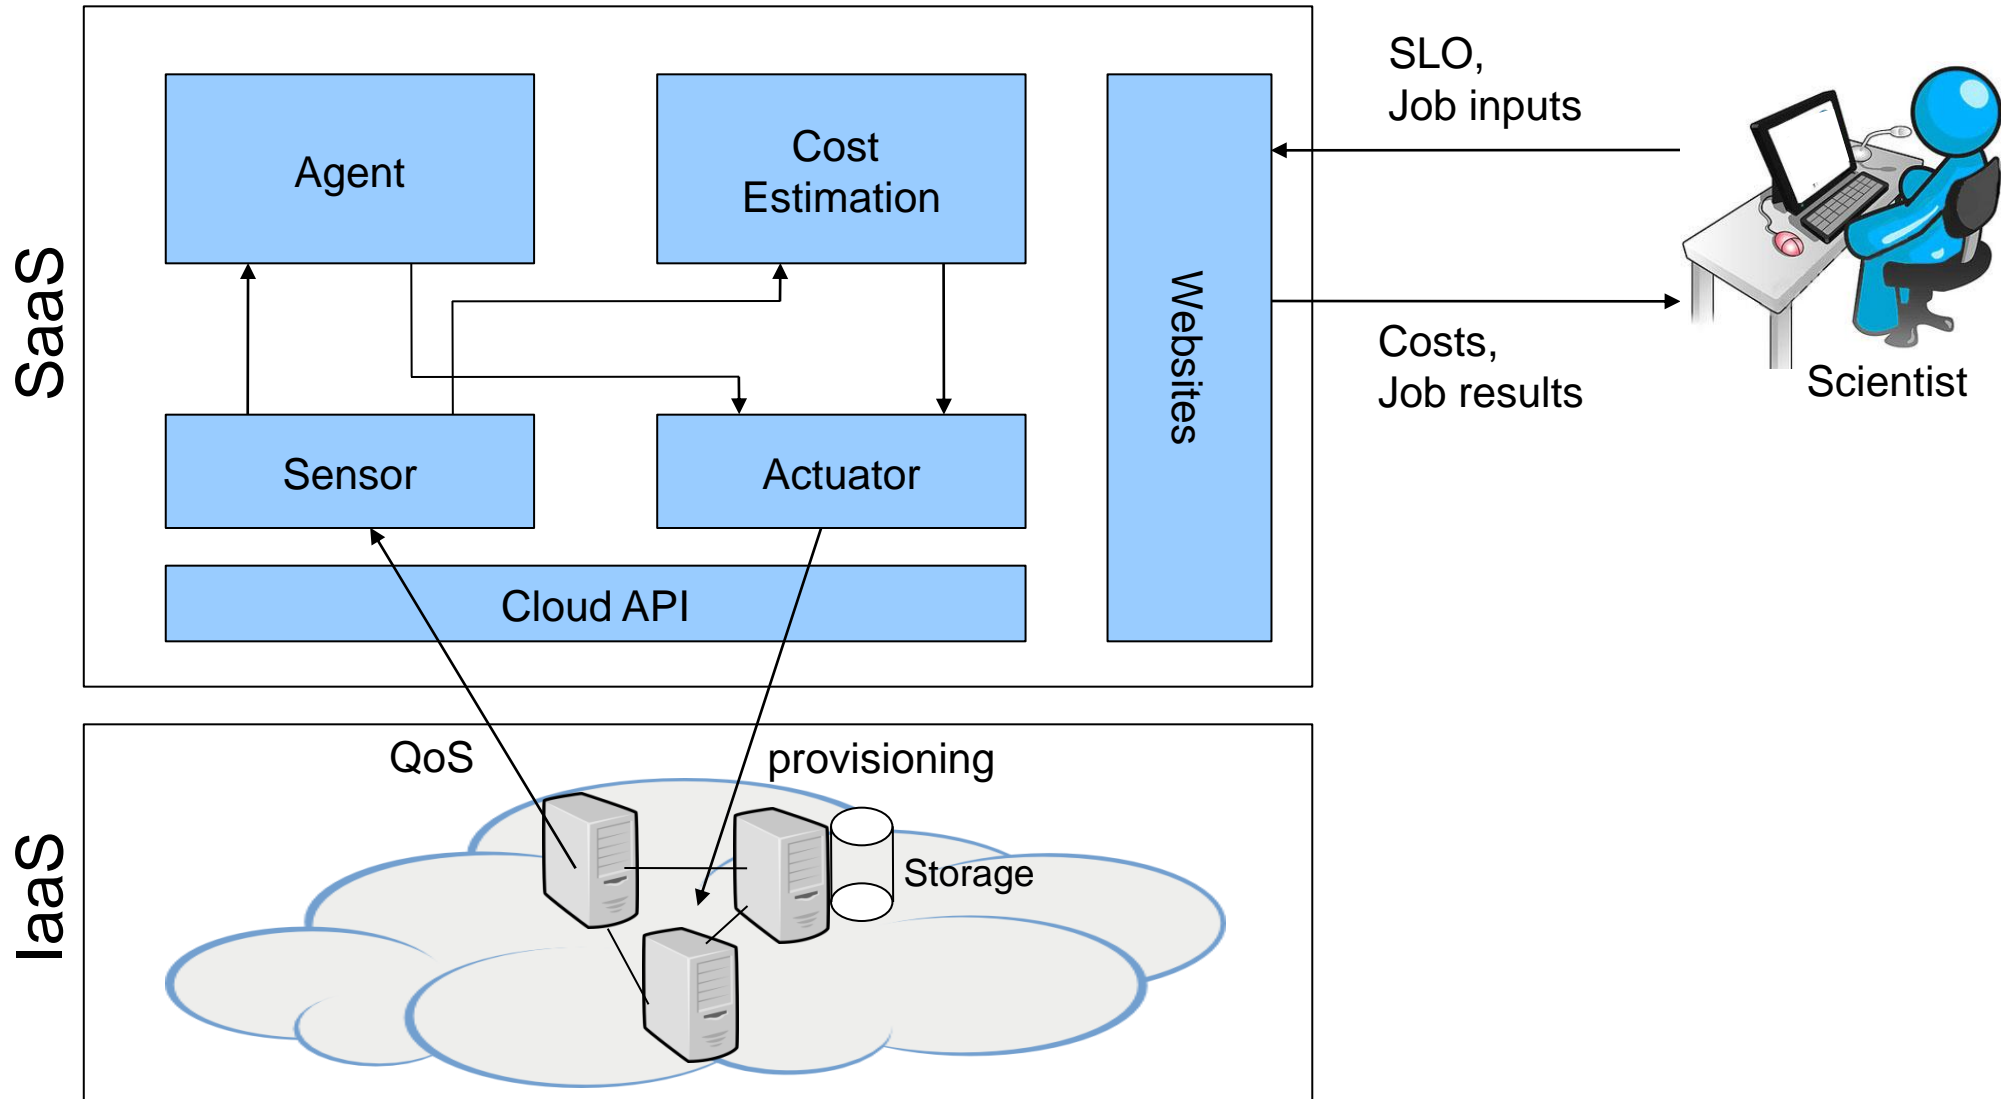 SaaS
Agent
Cost
Estimation
Websites
SLO,
Job inputs
Costs,
Job results
Scientist
Sensor
Actuator
Cloud API
IaaS
QoS
provisioning
Storage